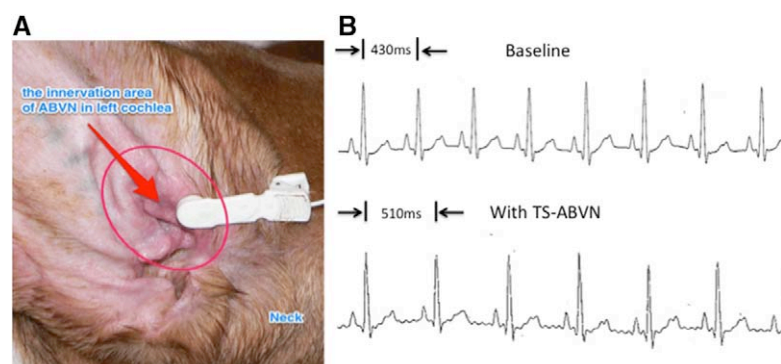 A
the innervation area
of ABVN in left cochlea
Neck
B
430ms
Baseline
510ms
With TS-ABVN